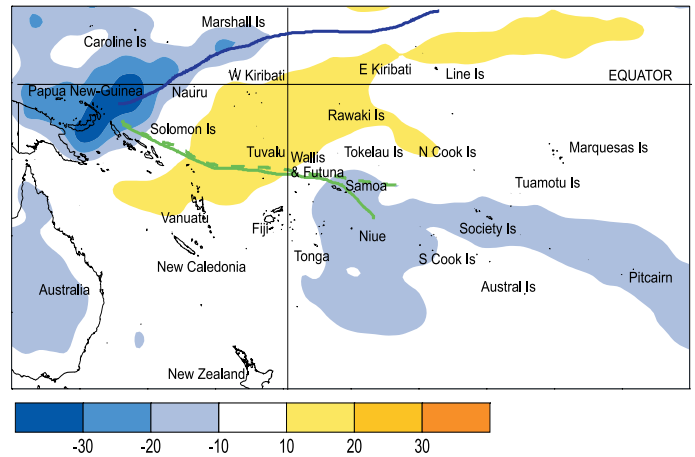 Marshall Is
Caroline Is
W Kiribati
E Kiribati
Line Is
EQUATOR
Papua New-Guinea
Nauru
Rawaki Is
Solomon Is
Tuvalu
Wallis
& Futuna
Tokelau Is
N Cook Is
Marquesas Is
Samoa
Tuamotu Is
Vanuatu
Fiji
Niue
Society Is
New Caledonia
Tonga
S Cook Is
Pitcairn
Australia
Austral Is
New Zealand
-30 -20 -10 10 20 30